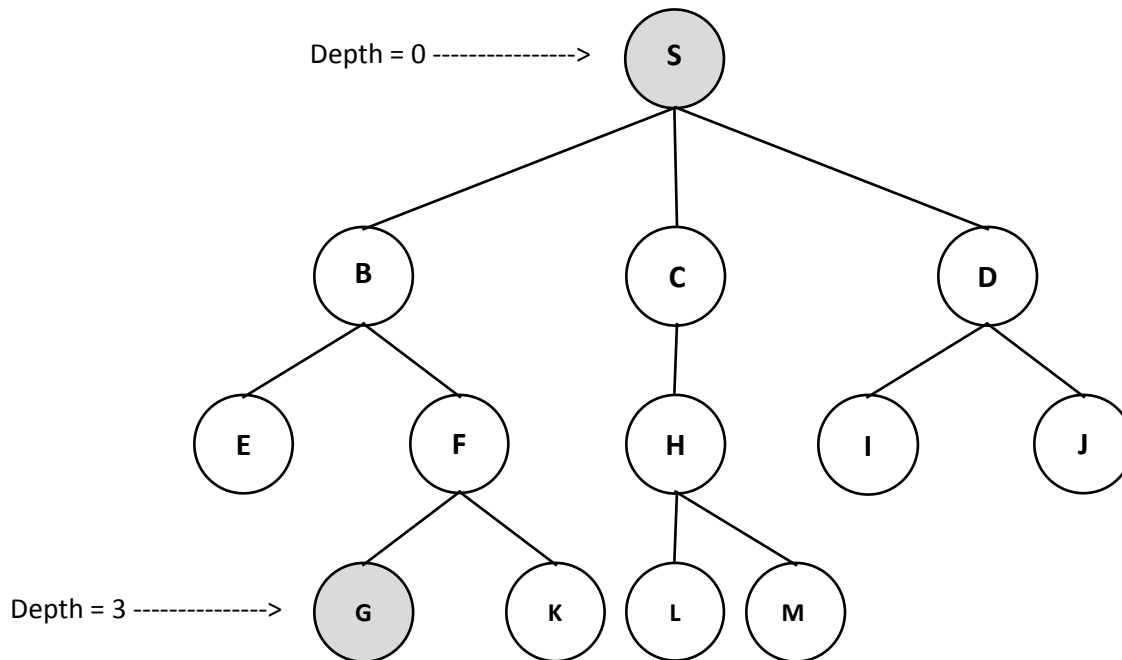 Depth = 0 ---------------->
S
B
C
D
E
F
H
I
J
Depth = 3 --------------->
G
K
L
M